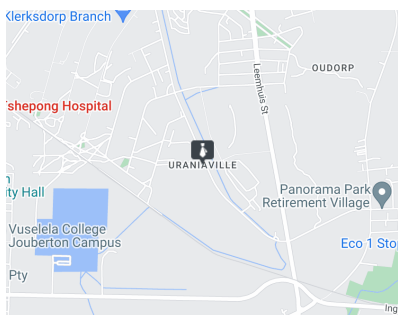 Klerksdorp Branch
OUDORP
Leemhuis St
Tshepong Hospital
URANIAVILLE
Panorama Park
Retirement Village
ity Hall
Vuselela College
Jouberton Campus
Eco 1 Sto
Pty
Ing